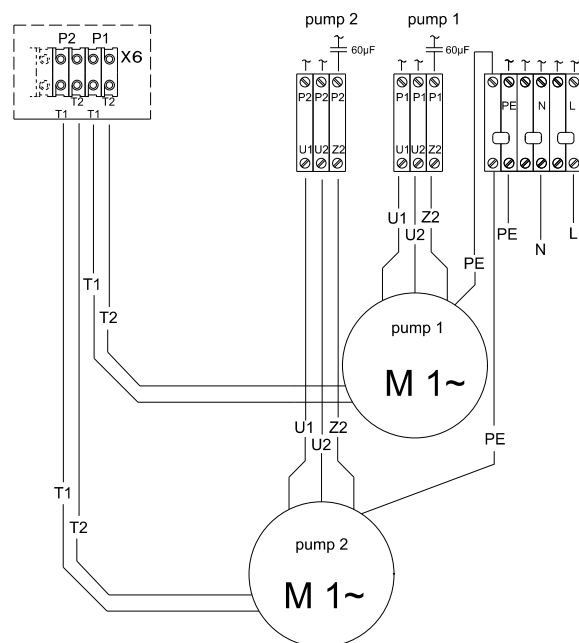 pump 2
pump 1
60µF
60µF
P2 P1
X6
T2 T2
T1 T1
P2 P2 P2
U1 U2 Z2
P1 P1 P1
U1 U2 Z2
PE N L
U1 Z2
U2
PE
PE
N
L
T1
T2
pump 1
M 1~
U1 Z2
U2
PE
T1
T2
pump 2
M 1~